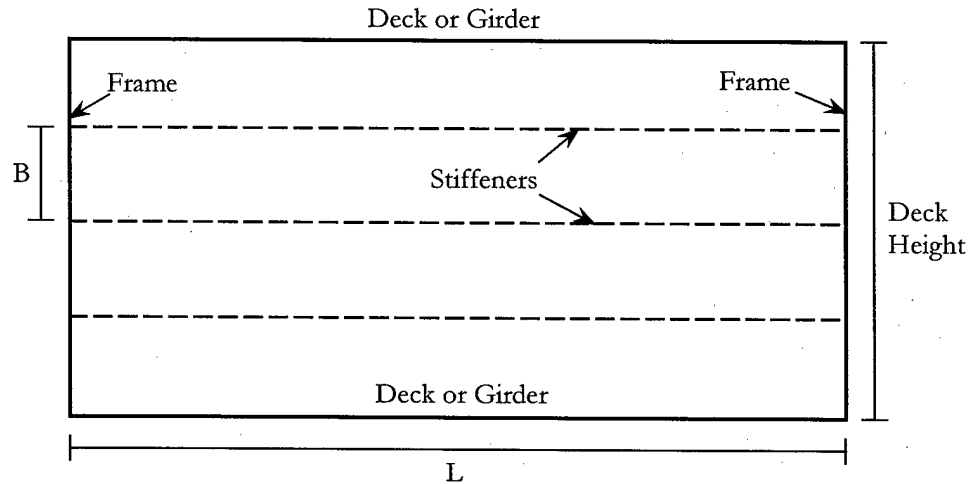 Deck or Girder
Frame
Frame
B
Stiffeners
Deck
Height
Deck or Girder
L